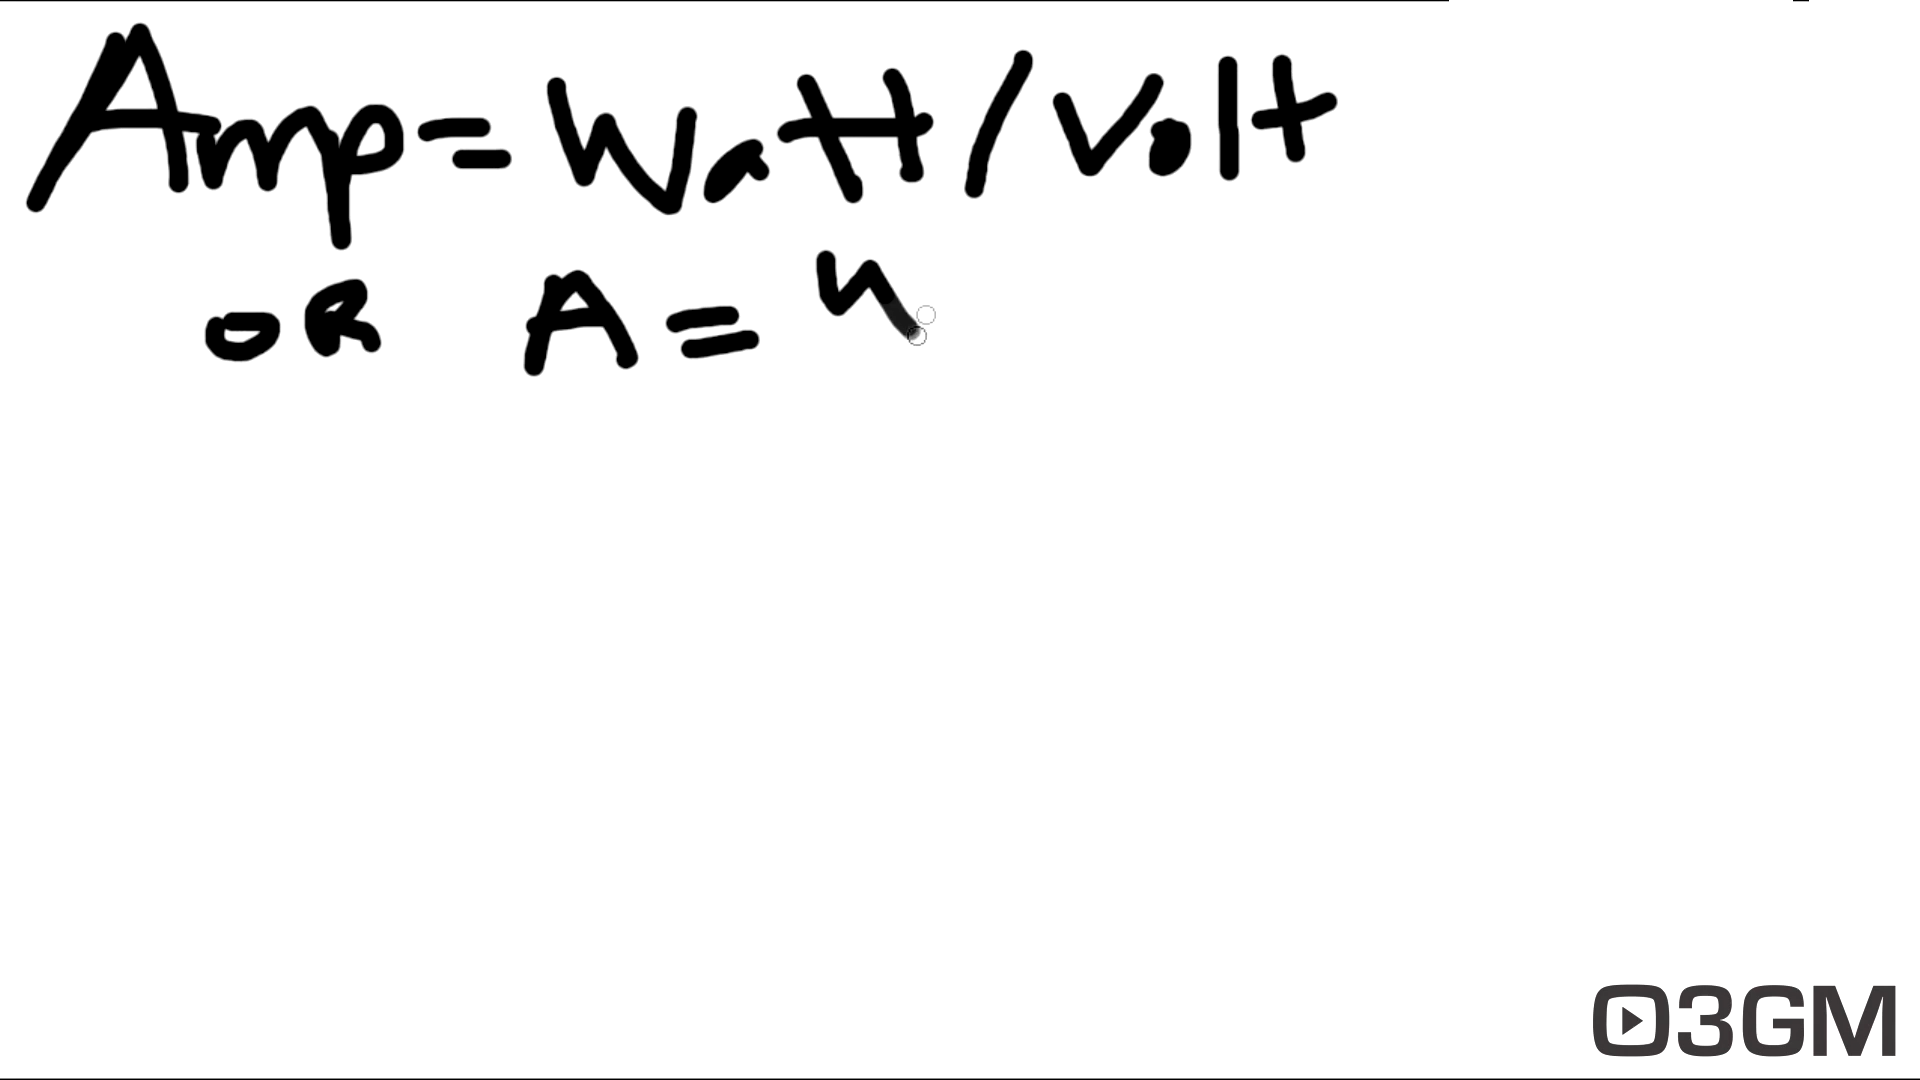 Amp = Watt / Volt
OR A =
O3GM